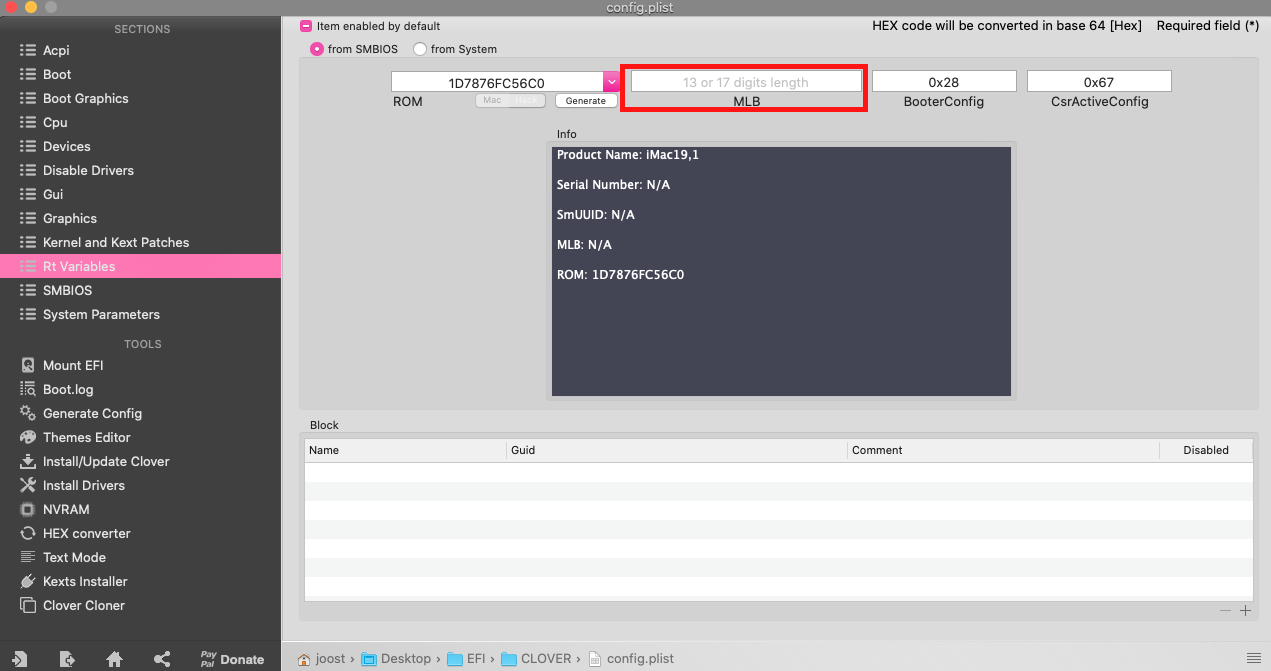 config.plist
SECTIONS
Acpi
Boot
Boot Graphics
Cpu
Devices
Disable Drivers
Gui
Graphics
Kernel and Kext Patches
Rt Variables
SMBIOS
System Parameters
TOOLS
Mount EFI
Boot.log
Generate Config
Themes Editor
Install/Update Clover
Install Drivers
NVRAM
HEX converter
Text Mode
Kexts Installer
Clover Cloner
Pay
Pal Donate
Item enabled by default
HEX code will be converted in base 64 [Hex] Required field (*)
from SMBIOS from System
1D7876FC56C0 13 or 17 digits length 0x28 0x67
ROM Mac Hack Generate MLB BooterConfig CsrActiveConfig
Info
Product Name: iMac19,1
Serial Number: N/A
SmUUID: N/A
MLB: N/A
ROM: 1D7876FC56C0
Block
Name Guid Comment Disabled
joost › Desktop › EFI › CLOVER › config.plist